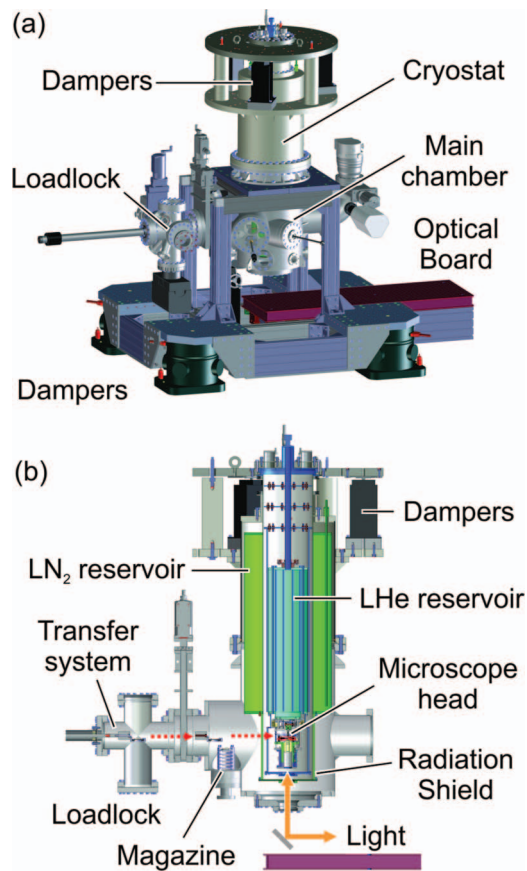 (a)
Dampers
Cryostat
Main
chamber
Loadlock
Optical
Board
Dampers
(b)
Dampers
LN₂ reservoir
LHe reservoir
Transfer
system
Microscope
head
Radiation
Shield
Loadlock
Magazine
Light